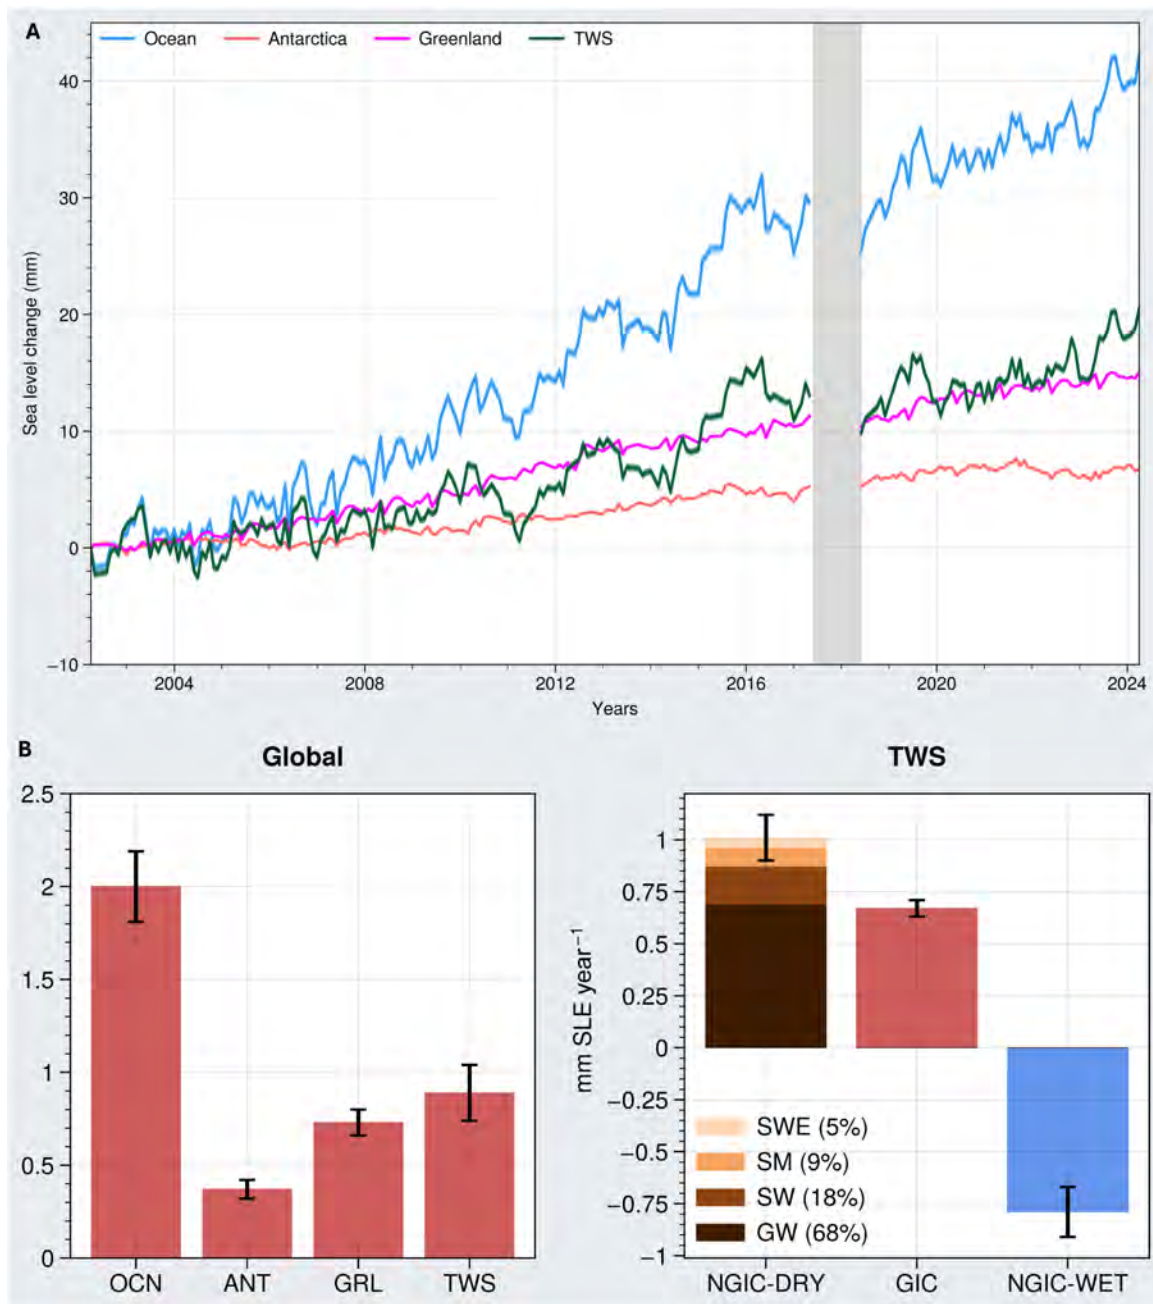 A
Ocean Antarctica Greenland TWS
Sea level change (mm)
40
30
20
10
0
−10
2004 2008 2012 2016 2020 2024
Years
B
Global
2.5
2
1.5
1
0.5
0
OCN ANT GRL TWS
TWS
mm SLE year⁻¹
1
0.75
0.5
0.25
0
−0.25
−0.5
−0.75
−1
SWE (5%)
SM (9%)
SW (18%)
GW (68%)
NGIC-DRY GIC NGIC-WET